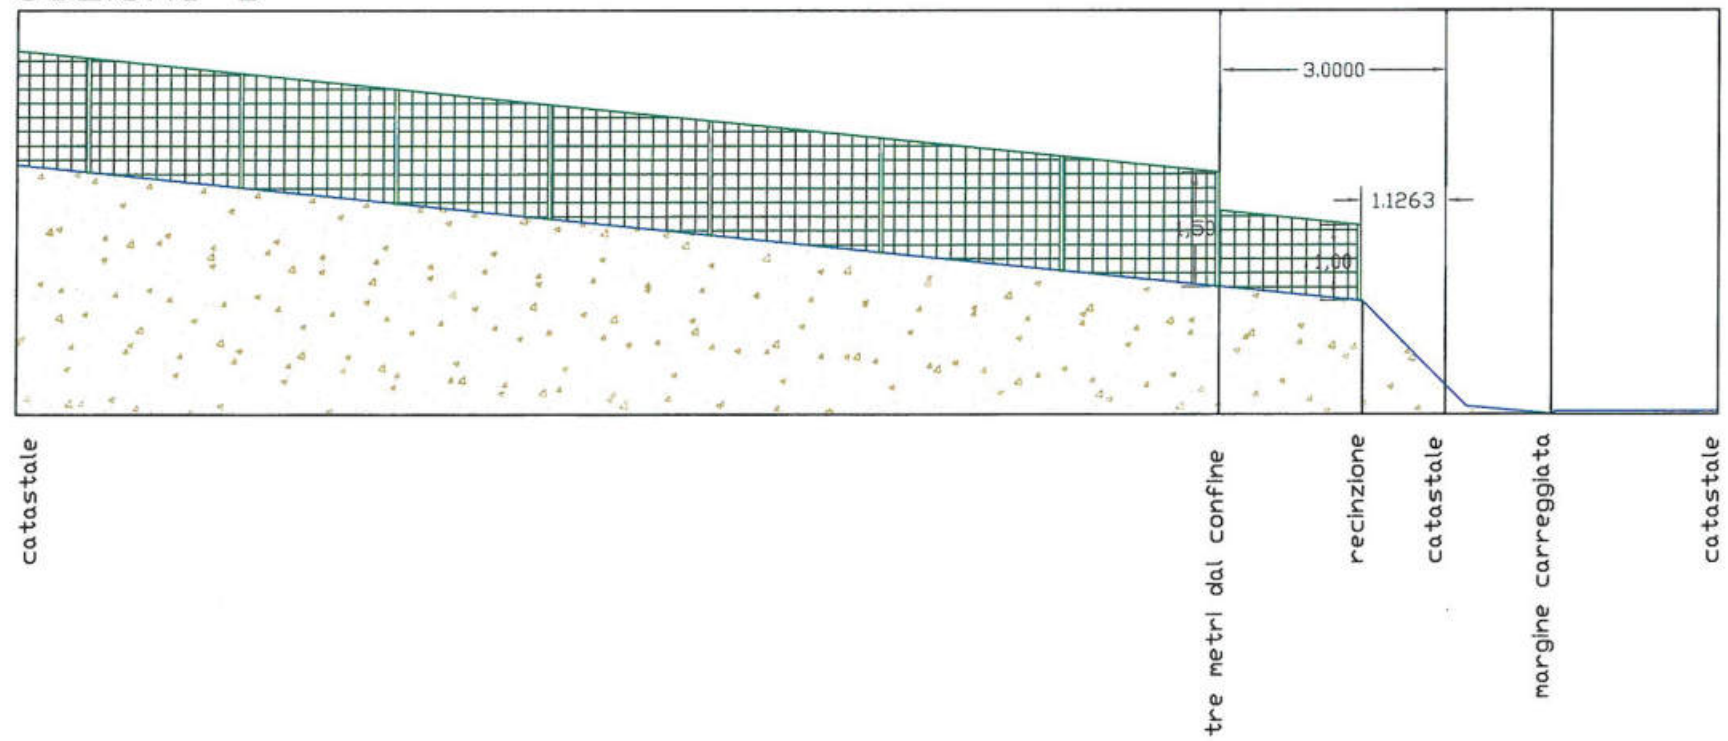 3.0000
1.1263
1,50
1,00
catastale
tre metri dal confine
recinzione
catastale
margine carreggiata
catastale